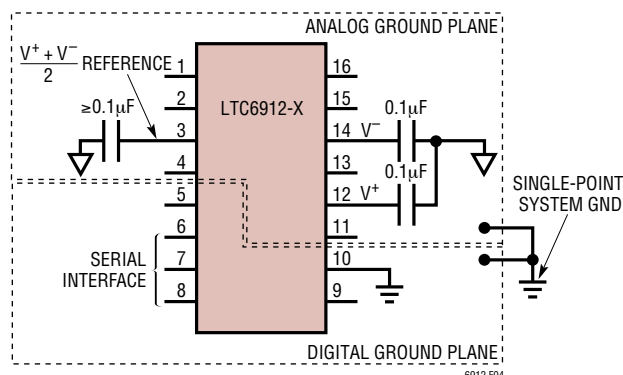 ANALOG GROUND PLANE
V+ + V–
2
REFERENCE
1
16
≥0.1µF
2
LTC6912-X
15
0.1µF
3
14
V–
4
13
0.1µF
5
12
V+
SINGLE-POINT
SYSTEM GND
6
11
SERIAL
INTERFACE
7
10
8
9
DIGITAL GROUND PLANE
6912 F04